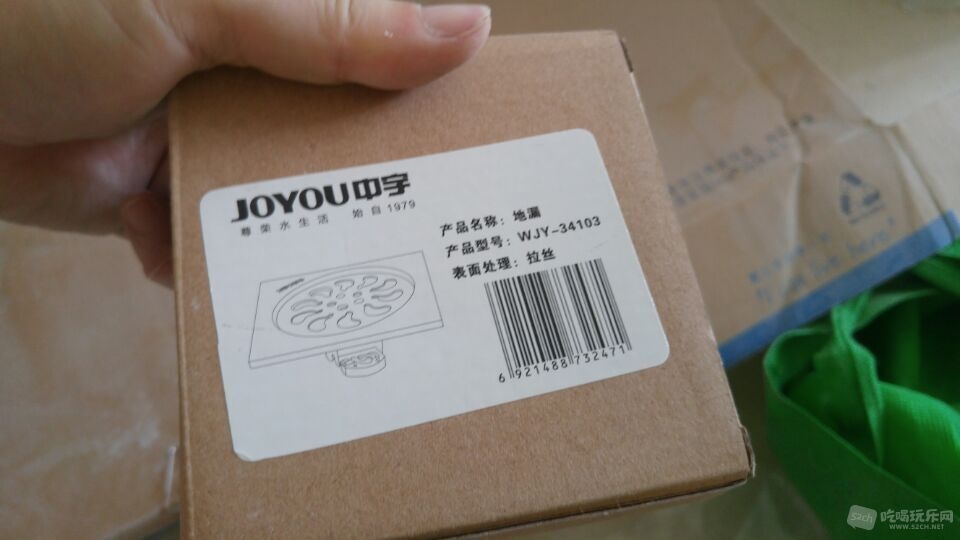 JOYOU中宇
尊荣水生活 始自1979
产品名称：地漏
产品型号：WJY-34103
表面处理：拉丝
6 921488 732471
吃喝玩乐网
WWW.52CH.NET